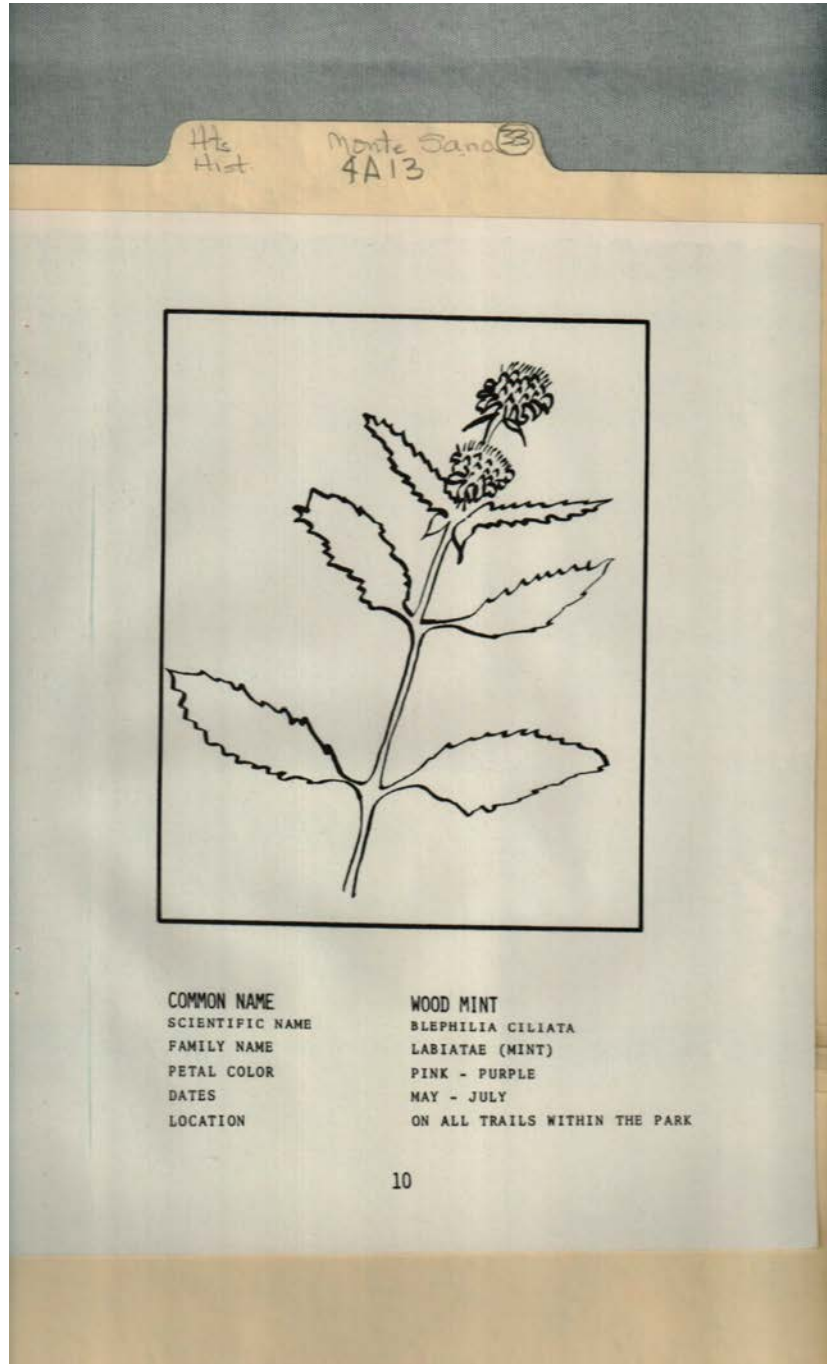 Hts Monte Sano 33
Hist 4A13
COMMON NAME WOOD MINT
SCIENTIFIC NAME BLEPHILIA CILIATA
FAMILY NAME LABIATAE (MINT)
PETAL COLOR PINK - PURPLE
DATES MAY - JULY
LOCATION ON ALL TRAILS WITHIN THE PARK
10